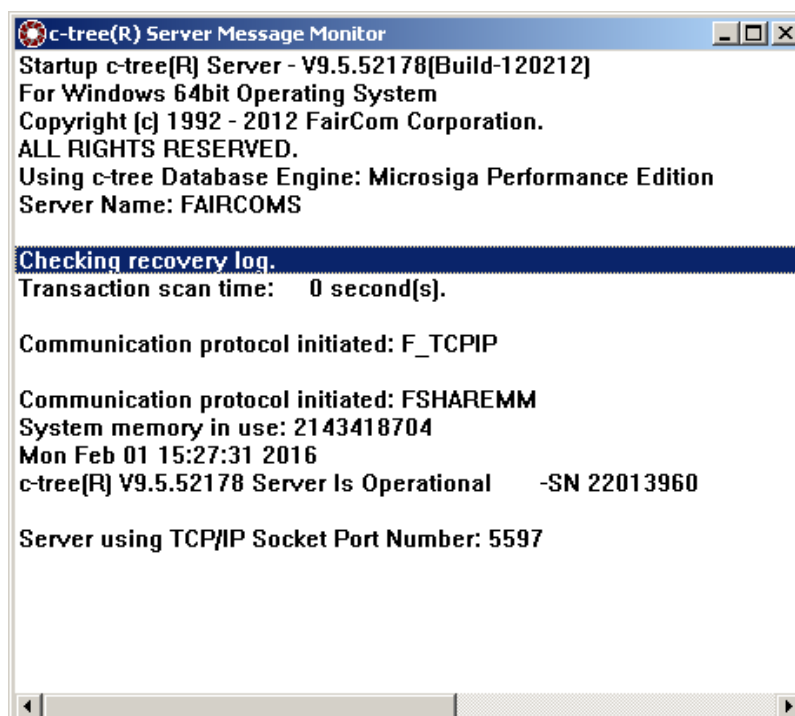 c-tree(R) Server Message Monitor
Startup c-tree(R) Server - V9.5.52178(Build-120212)
For Windows 64bit Operating System
Copyright (c) 1992 - 2012 FairCom Corporation.
ALL RIGHTS RESERVED.
Using c-tree Database Engine: Microsiga Performance Edition
Server Name: FAIRCOMS
Checking recovery log.
Transaction scan time:    0 second(s).
Communication protocol initiated: F_TCPIP
Communication protocol initiated: FSHAREMM
System memory in use: 2143418704
Mon Feb 01 15:27:31 2016
c-tree(R) V9.5.52178 Server Is Operational      -SN 22013960
Server using TCP/IP Socket Port Number: 5597